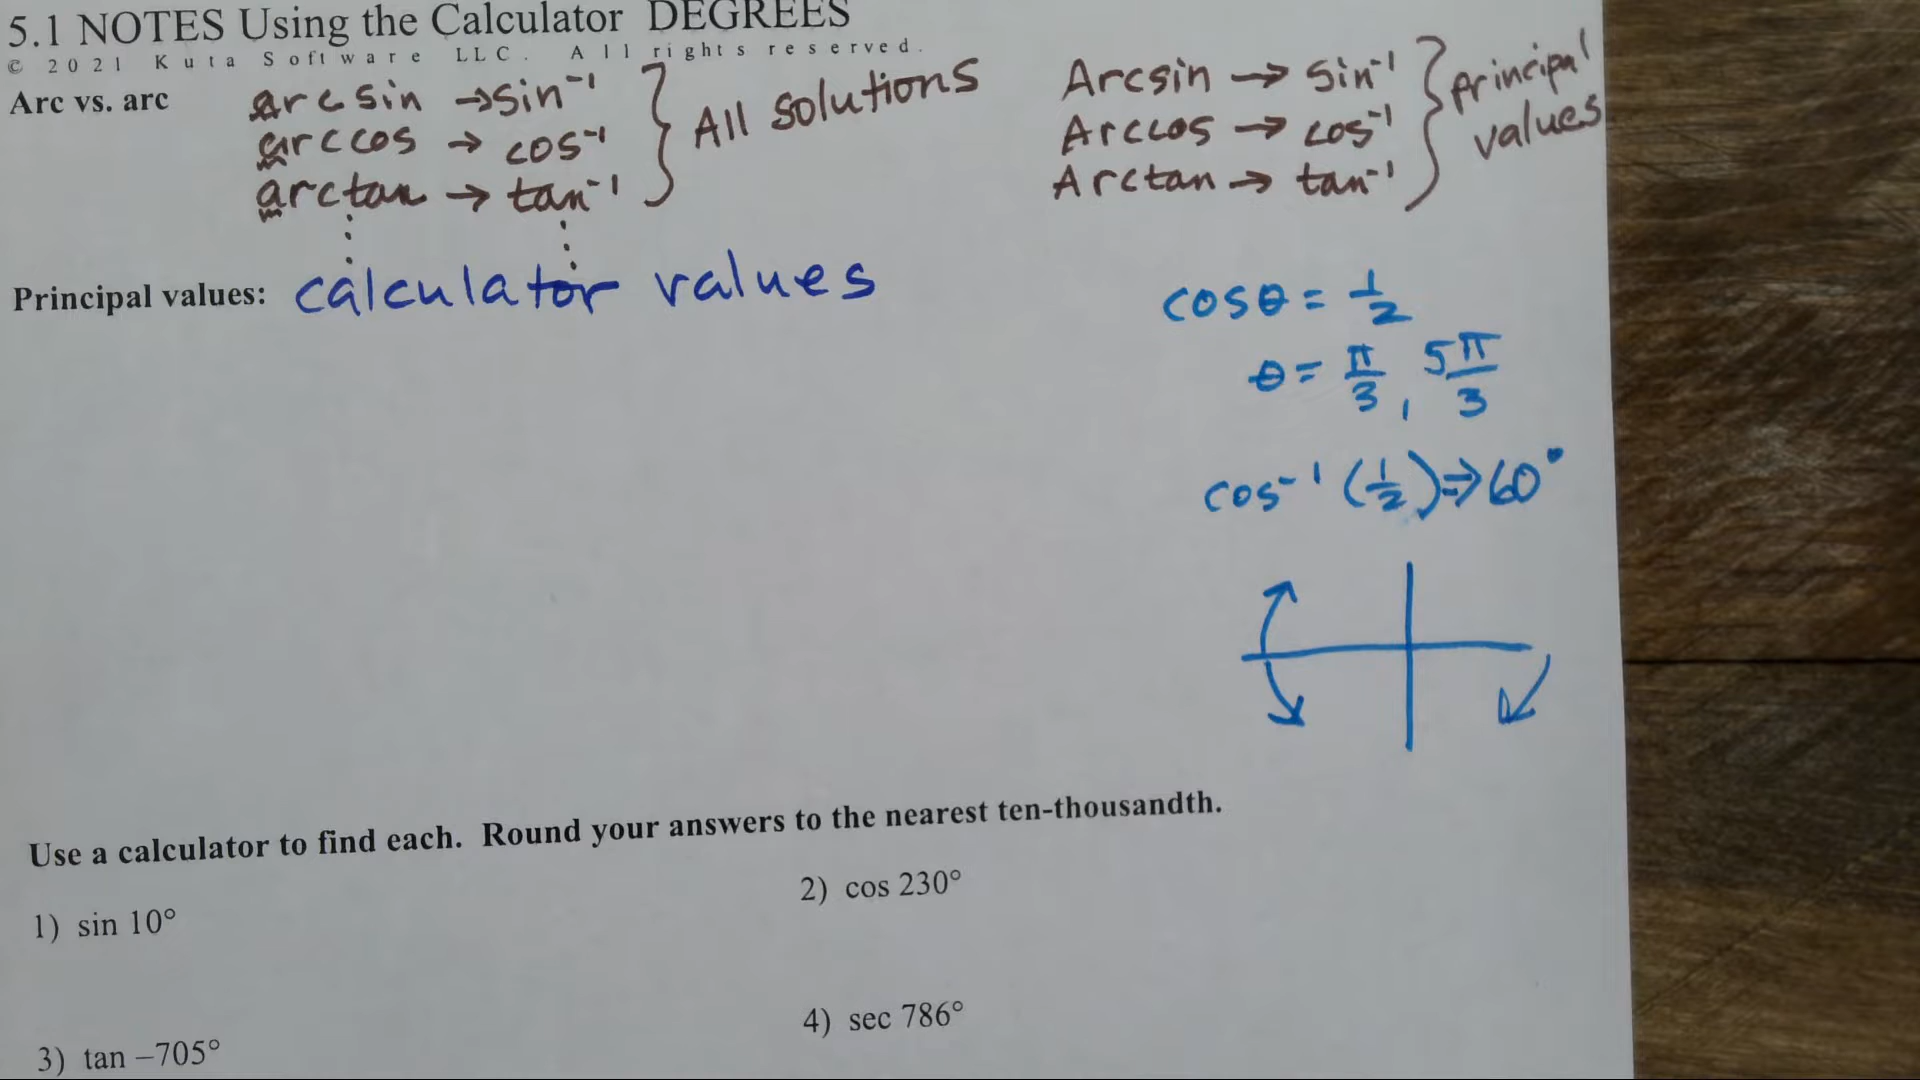 5.1 NOTES Using the Calculator DEGREES
© 2021 Kuta Software LLC. All rights reserved.
Arc vs. arc
arcsin → sin⁻¹
arccos → cos⁻¹
arctan → tan⁻¹
All solutions
Arcsin → sin⁻¹
Arccos → cos⁻¹
Arctan → tan⁻¹
principal
values
Principal values: calculator values
cosθ = 1/2
θ = π/3, 5π/3
cos⁻¹(1/2) ⇒ 60°
Use a calculator to find each. Round your answers to the nearest ten-thousandth.
1) sin 10°
2) cos 230°
3) tan −705°
4) sec 786°